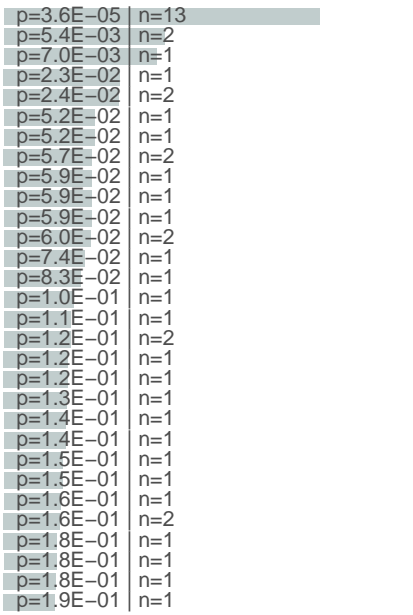 p=3.6E−05 | n=13
p=5.4E−03 | n=2
p=7.0E−03 | n=1
p=2.3E−02 | n=1
p=2.4E−02 | n=2
p=5.2E−02 | n=1
p=5.2E−02 | n=1
p=5.7E−02 | n=2
p=5.9E−02 | n=1
p=5.9E−02 | n=1
p=5.9E−02 | n=1
p=6.0E−02 | n=2
p=7.4E−02 | n=1
p=8.3E−02 | n=1
p=1.0E−01 | n=1
p=1.1E−01 | n=1
p=1.2E−01 | n=2
p=1.2E−01 | n=1
p=1.2E−01 | n=1
p=1.3E−01 | n=1
p=1.4E−01 | n=1
p=1.4E−01 | n=1
p=1.5E−01 | n=1
p=1.5E−01 | n=1
p=1.6E−01 | n=1
p=1.6E−01 | n=2
p=1.8E−01 | n=1
p=1.8E−01 | n=1
p=1.8E−01 | n=1
p=1.9E−01 | n=1